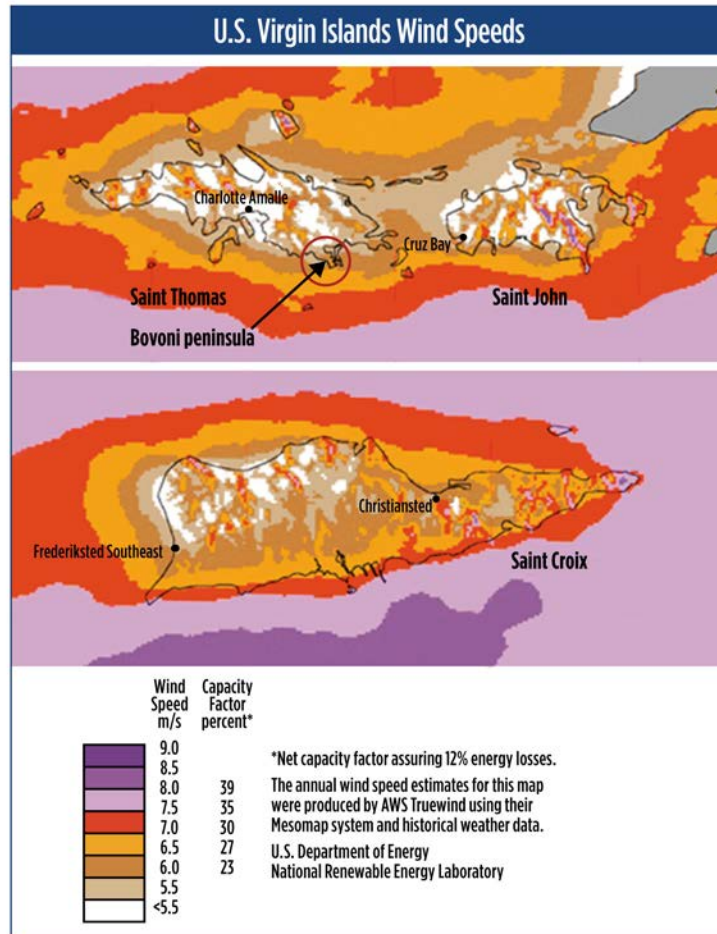 U.S. Virgin Islands Wind Speeds
Charlotte Amalle
Cruz Bay
Saint Thomas
Saint John
Bovoni peninsula
Christiansted
Frederiksted Southeast
Saint Croix
Wind
Speed
m/s
Capacity
Factor
percent*
9.0
8.5
8.0 39
7.5 35
7.0 30
6.5 27
6.0 23
5.5
<5.5
*Net capacity factor assuring 12% energy losses.
The annual wind speed estimates for this map
were produced by AWS Truewind using their
Mesomap system and historical weather data.
U.S. Department of Energy
National Renewable Energy Laboratory